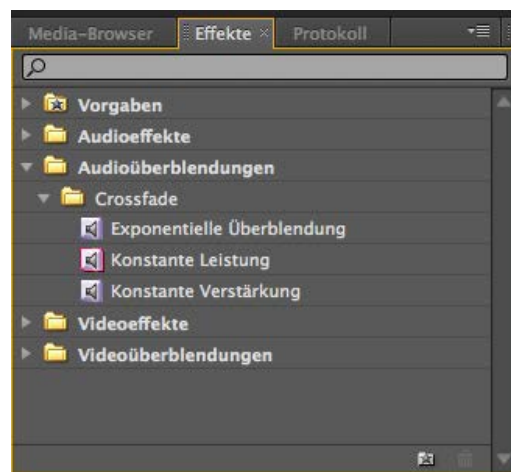 Media-Browser Effekte × Protokoll
Vorgaben
Audioeffekte
Audioüberblendungen
Crossfade
Exponentielle Überblendung
Konstante Leistung
Konstante Verstärkung
Videoeffekte
Videoüberblendungen